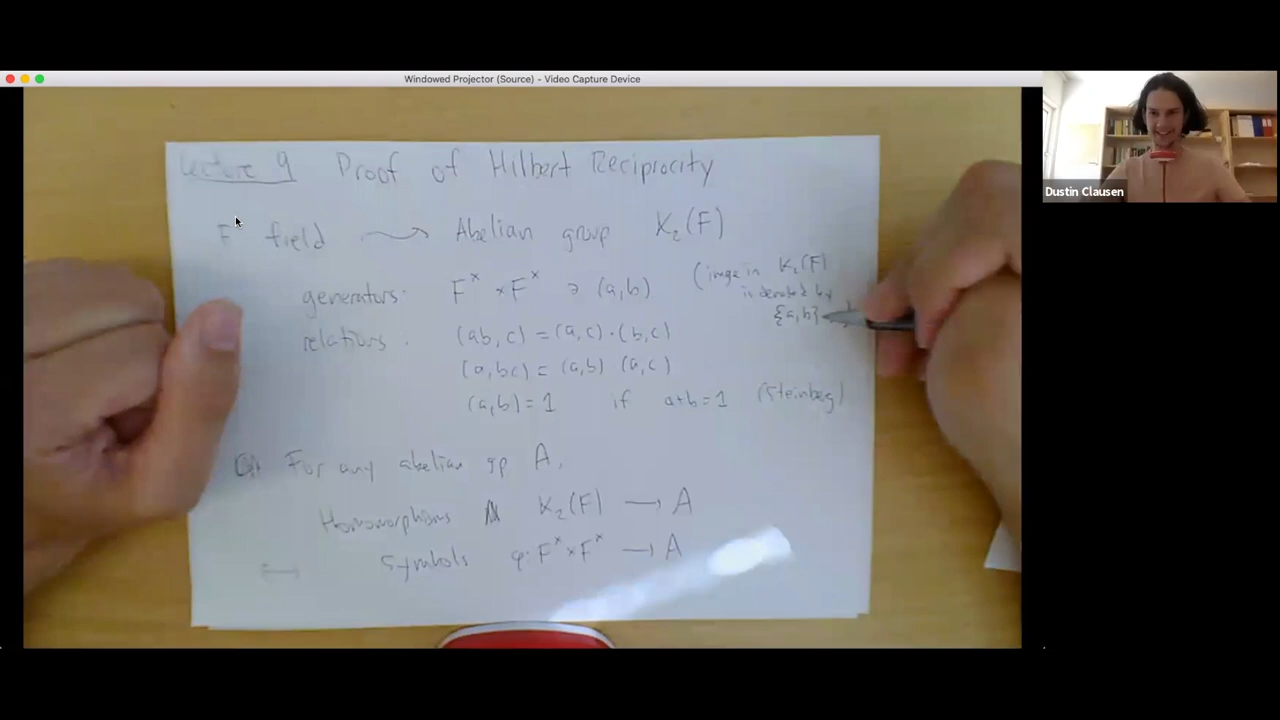 Windowed Projector (Source) - Video Capture Device
Dustin Clausen
Lecture 9 Proof of Hilbert Reciprocity
F field ⇝ Abelian group K₂(F)
generators: F^× × F^× ∋ (a,b) (image in K₂(F)
is denoted by
{a,b}
relations: (ab,c) = (a,c)·(b,c)
(a,bc) = (a,b) (a,c)
(a,b) = 1 if a+b=1 (Steinberg)
For any abelian gp A,
Homomorphisms K₂(F) → A
↔ Symbols φ: F^× × F^× → A